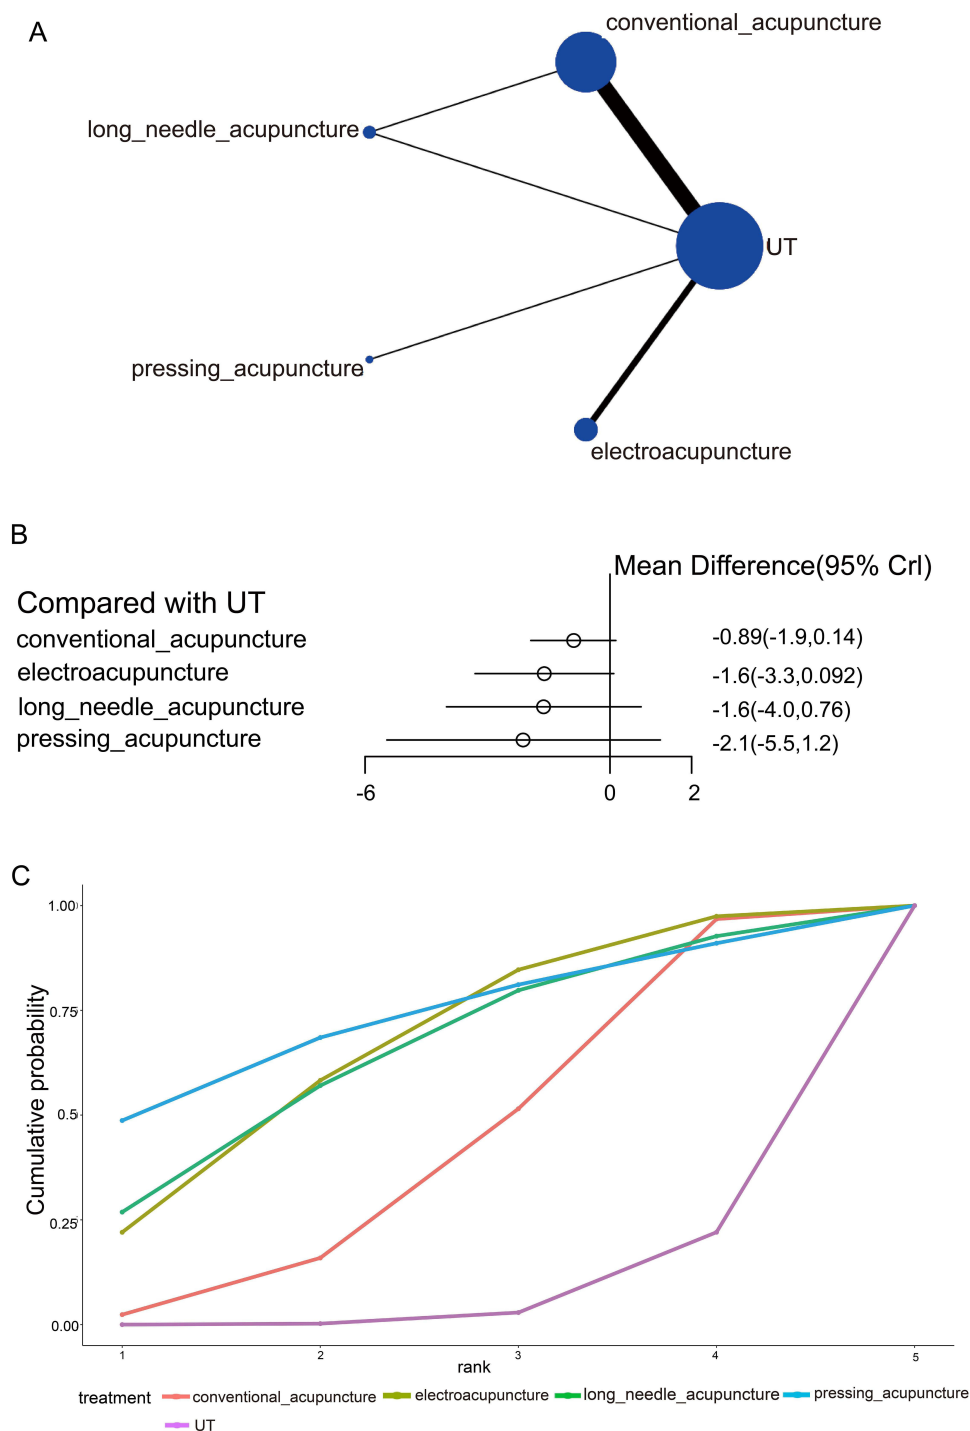 A
conventional_acupuncture
long_needle_acupuncture
UT
pressing_acupuncture
electroacupuncture
B
Mean Difference(95% CrI)
Compared with UT
conventional_acupuncture -0.89(-1.9,0.14)
electroacupuncture -1.6(-3.3,0.092)
long_needle_acupuncture -1.6(-4.0,0.76)
pressing_acupuncture -2.1(-5.5,1.2)
-6 0 2
C
Cumulative probability
1.00
0.75
0.5
0.25
0.00
1 2 3 4 5
rank
treatment conventional_acupuncture electroacupuncture long_needle_acupuncture pressing_acupuncture
UT